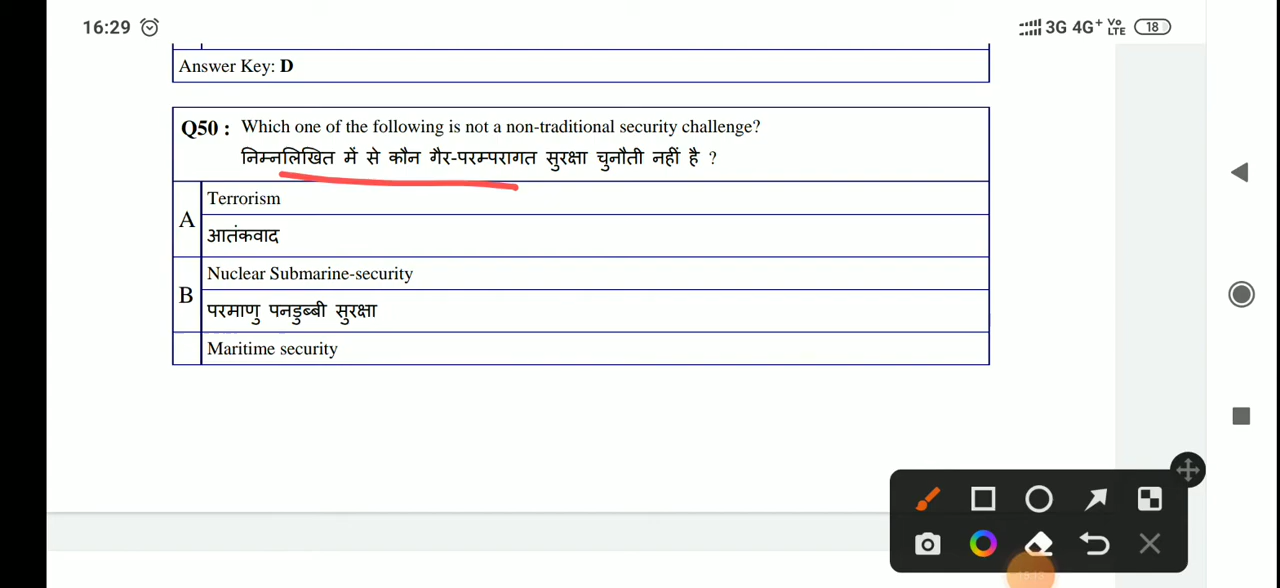 16:29
3G 4G+ Vo LTE 18
Answer Key: D
Q50 : Which one of the following is not a non-traditional security challenge?
निम्नलिखित में से कौन गैर-परम्परागत सुरक्षा चुनौती नहीं है ?
A
Terrorism
आतंकवाद
B
Nuclear Submarine-security
परमाणु पनडुब्बी सुरक्षा
Maritime security